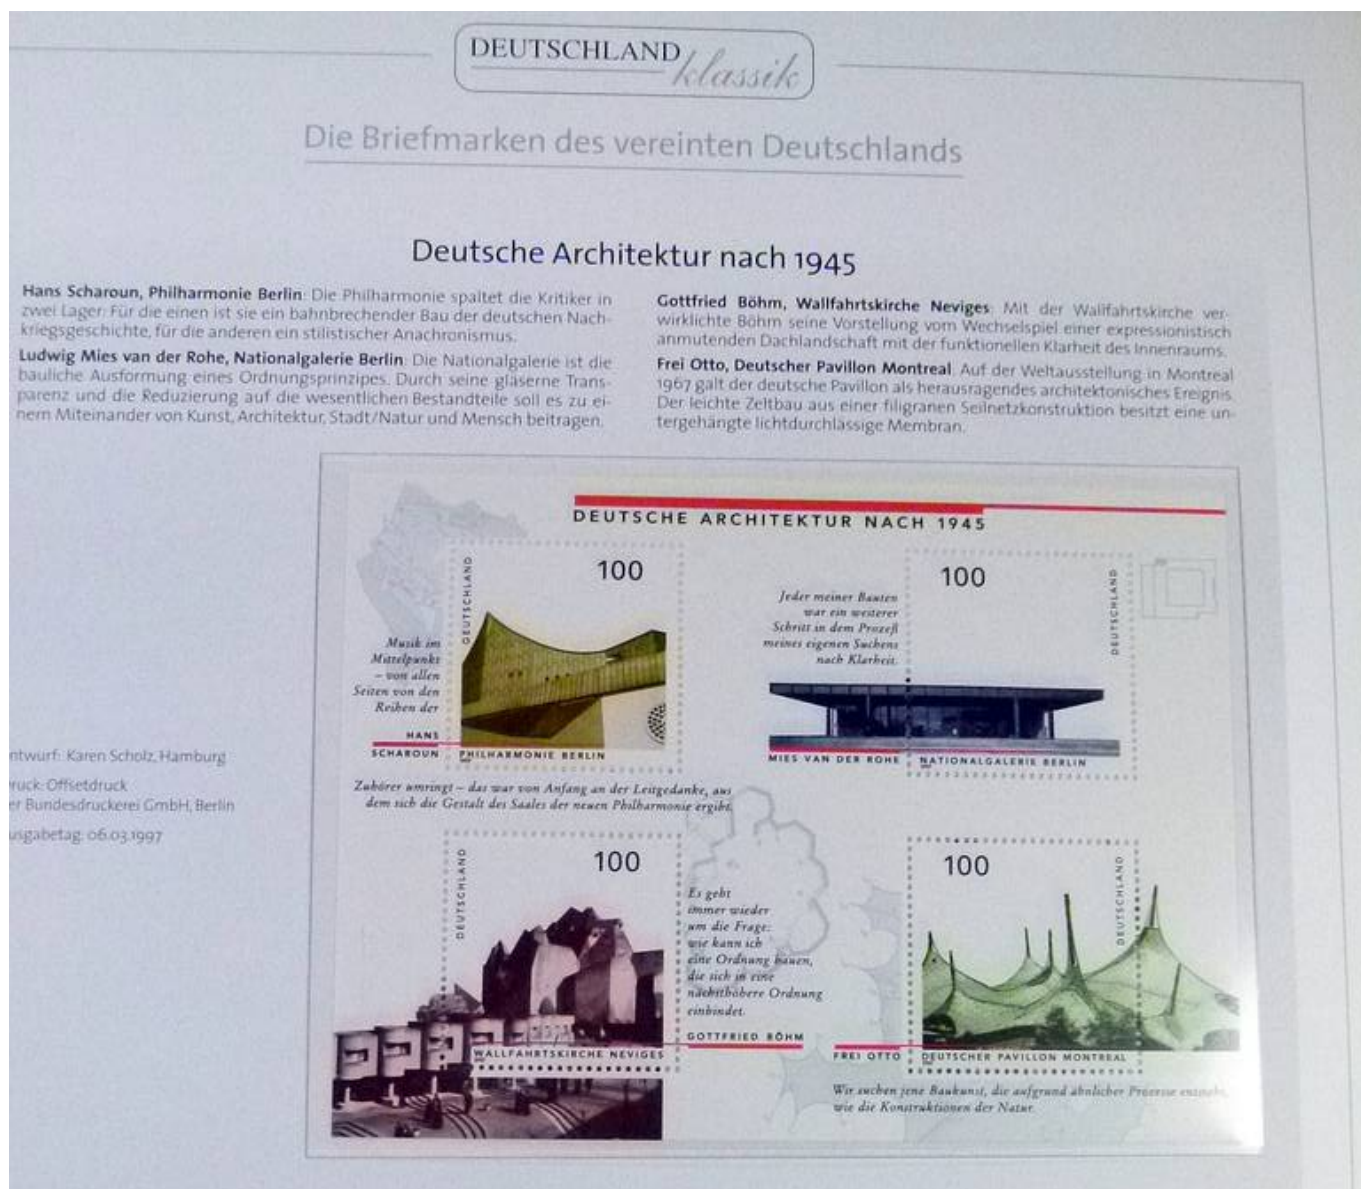 DEUTSCHLAND
klassik
Die Briefmarken des vereinten Deutschlands
Deutsche Architektur nach 1945
Hans Scharoun, Philharmonie Berlin: Die Philharmonie spaltet die Kritiker in
zwei Lager: Für die einen ist sie ein bahnbrechender Bau der deutschen Nach-
kriegsgeschichte, für die anderen ein stilistischer Anachronismus.
Ludwig Mies van der Rohe, Nationalgalerie Berlin: Die Nationalgalerie ist die
bauliche Ausformung eines Ordnungsprinzipes. Durch seine gläserne Trans-
parenz und die Reduzierung auf die wesentlichen Bestandteile soll es zu ei-
nem Miteinander von Kunst, Architektur, Stadt/Natur und Mensch beitragen.
Gottfried Böhm, Wallfahrtskirche Neviges: Mit der Wallfahrtskirche ver-
wirklichte Böhm seine Vorstellung vom Wechselspiel einer expressionistisch
anmutenden Dachlandschaft mit der funktionellen Klarheit des Innenraums.
Frei Otto, Deutscher Pavillon Montreal: Auf der Weltausstellung in Montreal
1967 galt der deutsche Pavillon als herausragendes architektonisches Ereignis.
Der leichte Zeltbau aus einer filigranen Seilnetzkonstruktion besitzt eine un-
tergehängte lichtdurchlässige Membran.
DEUTSCHE ARCHITEKTUR NACH 1945
DEUTSCHLAND
100
Musik im
Mittelpunkt
– von allen
Seiten von den
Reihen der
HANS
SCHAROUN
PHILHARMONIE BERLIN
Zuhörer umringt – das war von Anfang an der Leitgedanke, aus
dem sich die Gestalt des Saales der neuen Philharmonie ergibt.
100
DEUTSCHLAND
Jeder meiner Bauten
war ein weiterer
Schritt in dem Prozeß
meines eigenen Suchens
nach Klarheit.
MIES VAN DER ROHE
NATIONALGALERIE BERLIN
ntwurf: Karen Scholz, Hamburg
ruck: Offsetdruck
er Bundesdruckerei GmbH, Berlin
usgabetag: 06.03.1997
DEUTSCHLAND
100
Es geht
immer wieder
um die Frage:
wie kann ich
eine Ordnung bauen,
die sich in eine
nächsthöhere Ordnung
einbindet.
GOTTFRIED BÖHM
WALLFAHRTSKIRCHE NEVIGES
100
DEUTSCHLAND
FREI OTTO
DEUTSCHER PAVILLON MONTREAL
Wir suchen jene Baukunst, die aufgrund ähnlicher Prozesse entsteht,
wie die Konstruktionen der Natur.